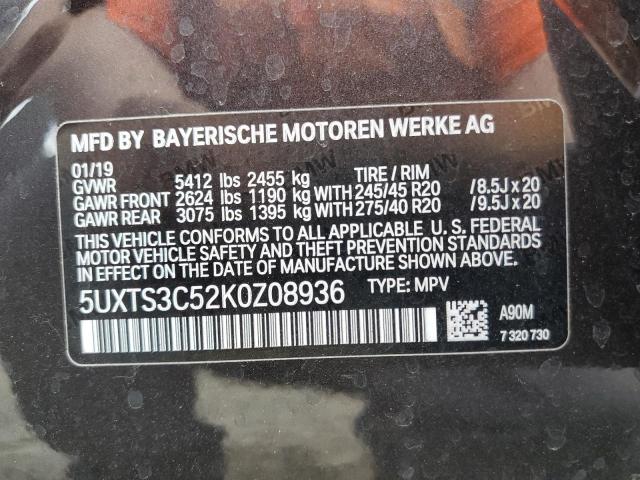 MFD BY BAYERISCHE MOTOREN WERKE AG
01/19
GVWR 5412 lbs 2455 kg TIRE / RIM
GAWR FRONT 2624 lbs 1190 kg WITH 245/45 R20 /8.5J x 20
GAWR REAR 3075 lbs 1395 kg WITH 275/40 R20 /9.5J x 20
THIS VEHICLE CONFORMS TO ALL APPLICABLE U. S. FEDERAL
MOTOR VEHICLE SAFETY AND THEFT PREVENTION STANDARDS
IN EFFECT ON THE DATE OF MANUFACTURE SHOWN ABOVE.
5UXTS3C52K0Z08936 TYPE: MPV
A90M
7 320 730